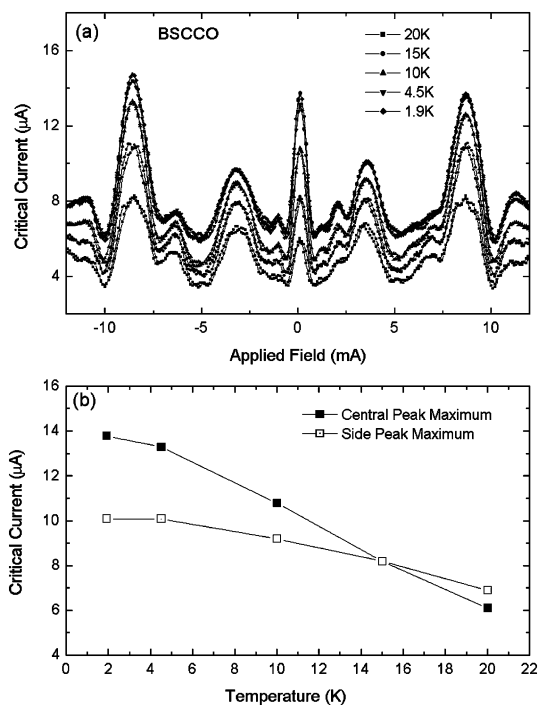 (a)
BSCCO
20K
15K
10K
4.5K
1.9K
16
12
8
4
Critical Current (µA)
-10 -5 0 5 10
Applied Field (mA)
(b)
Central Peak Maximum
Side Peak Maximum
16
14
12
10
8
6
4
Critical Current (µA)
0 2 4 6 8 10 12 14 16 18 20 22
Temperature (K)